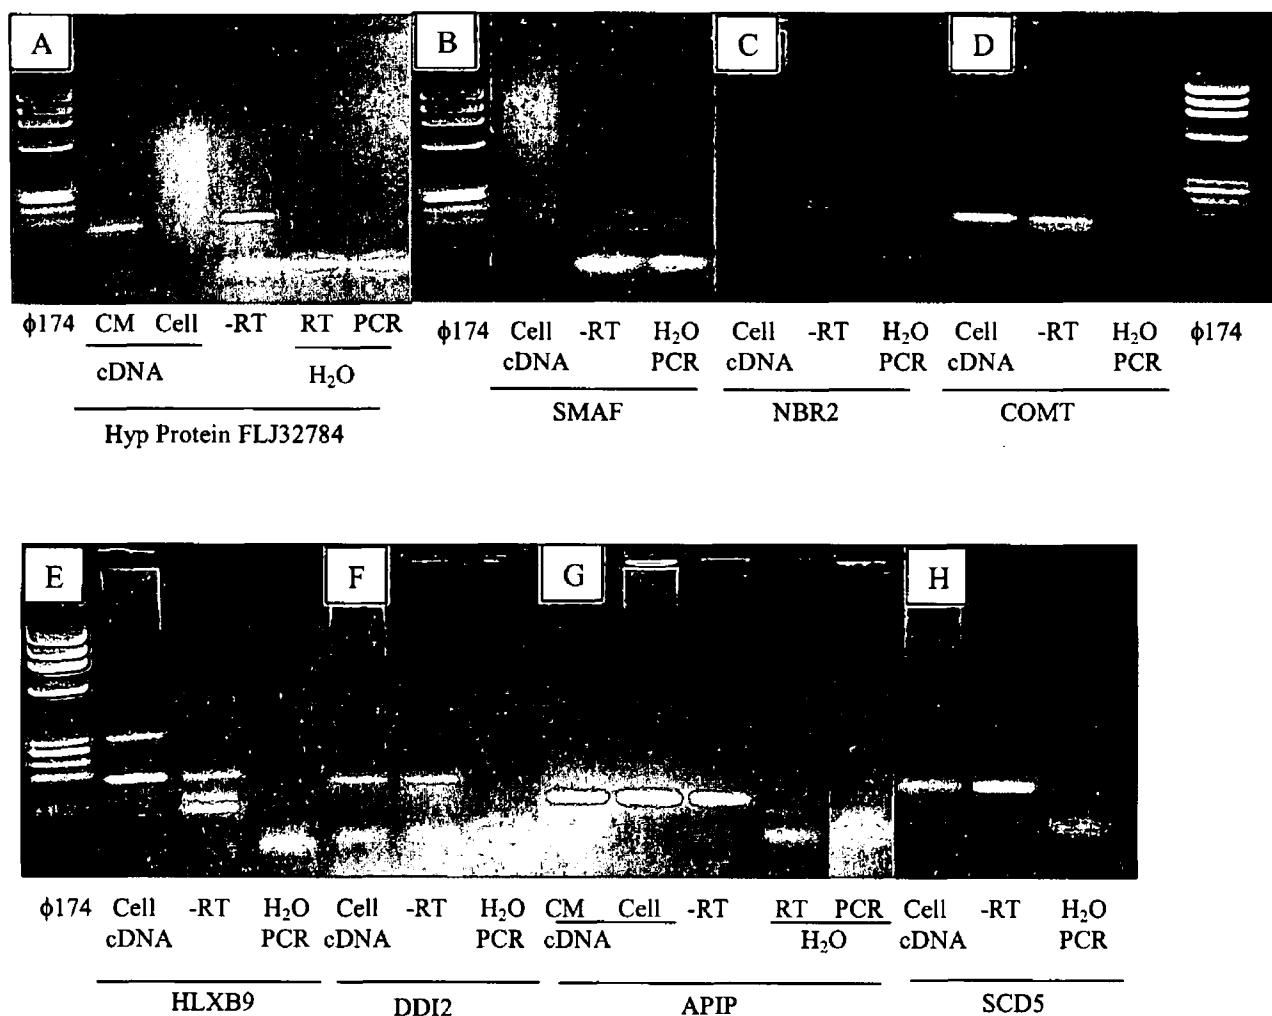 A B C D
ϕ174 CM Cell -RT RT PCR ϕ174 Cell -RT H₂O Cell -RT H₂O Cell -RT H₂O ϕ174
cDNA H₂O cDNA PCR cDNA PCR cDNA PCR
SMAF NBR2 COMT
Hyp Protein FLJ32784
E F G H
ϕ174 Cell -RT H₂O Cell -RT H₂O CM Cell -RT RT PCR Cell -RT H₂O
cDNA PCR cDNA PCR cDNA H₂O cDNA PCR
HLXB9 DDI2 APIP SCD5